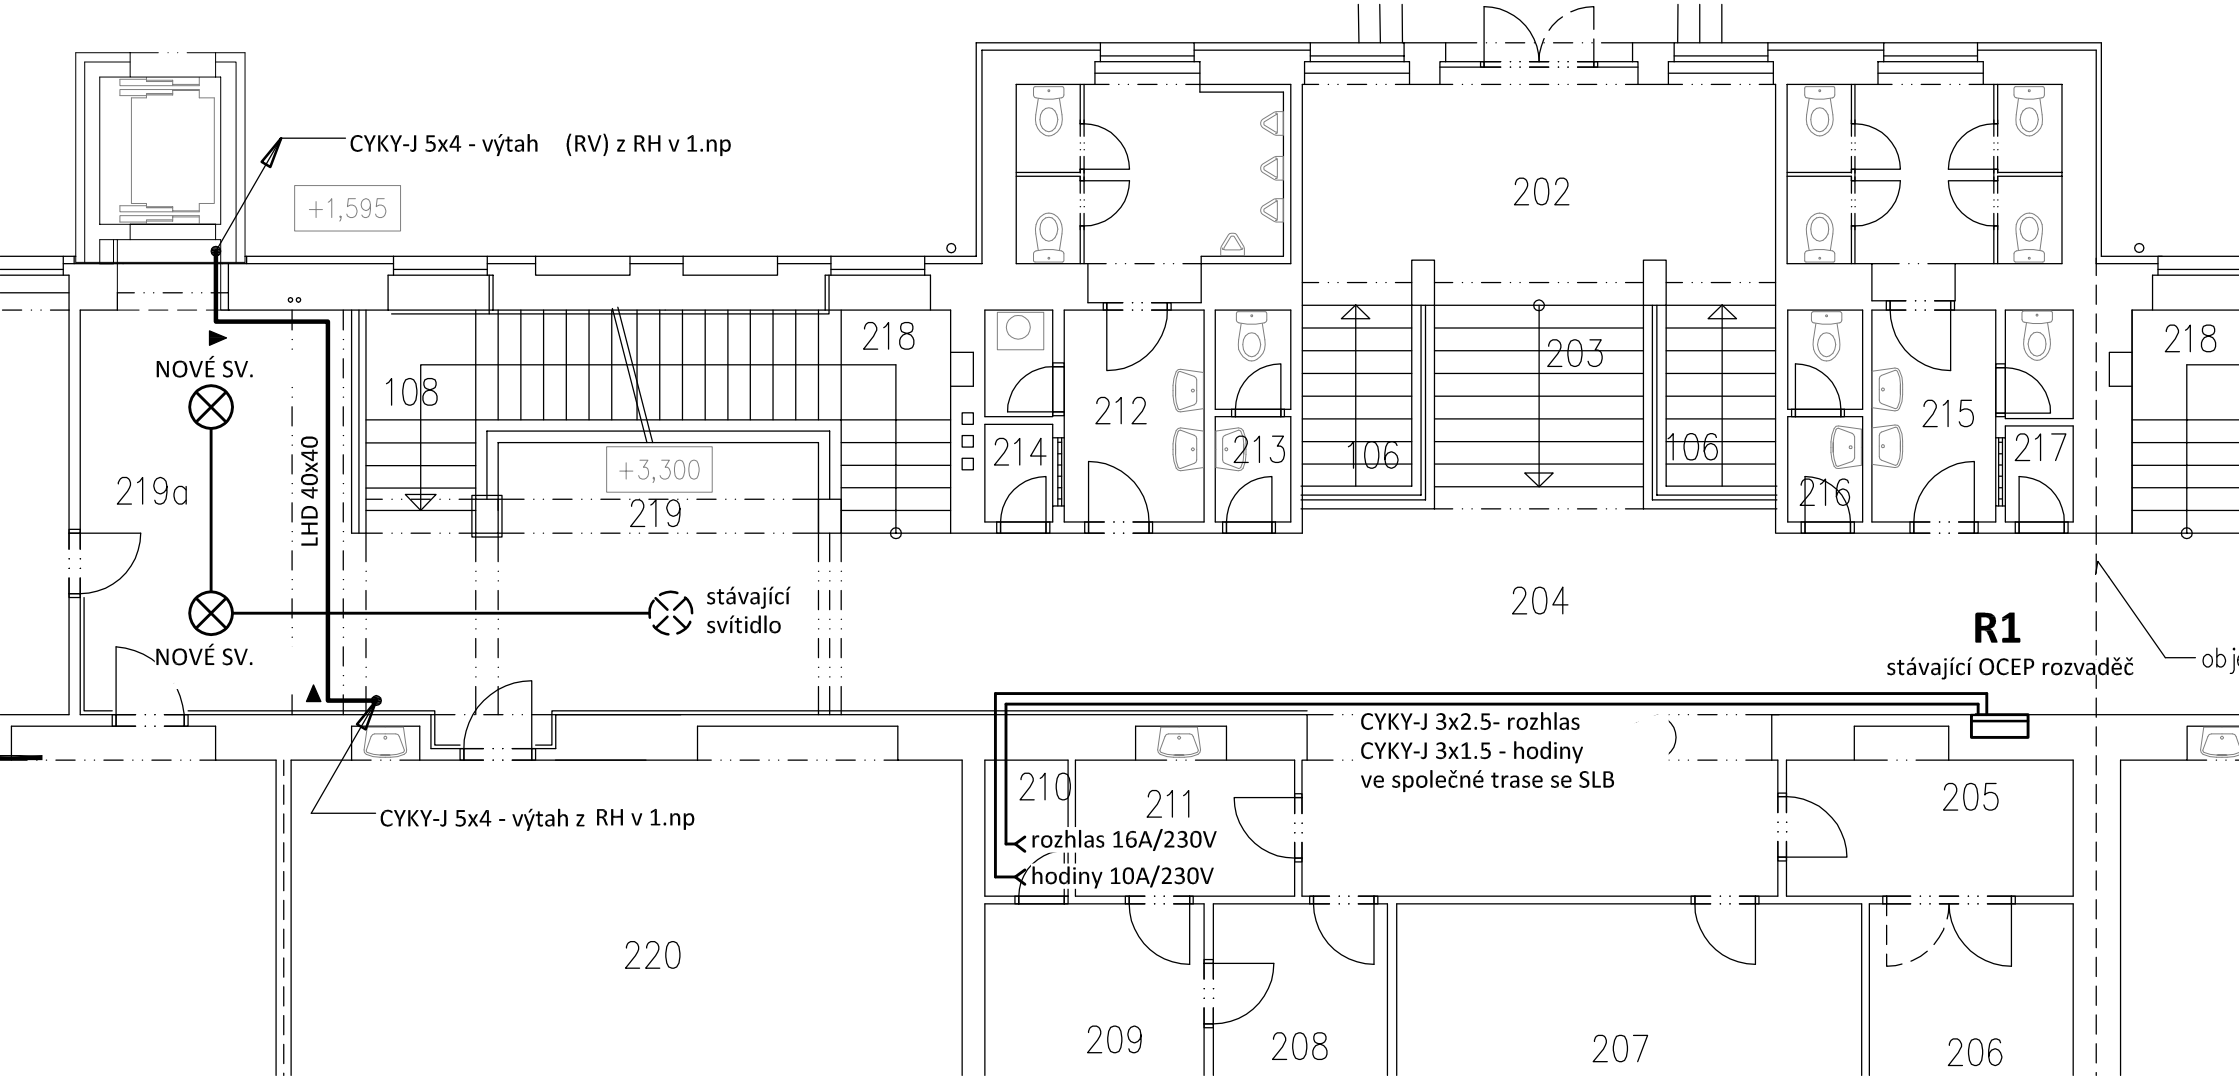 CYKY-J 5x4 - výtah (RV) z RH v 1.np
+1,595
202
218
203
218
NOVÉ SV.
108
212
215
106
106
214
213
217
+3,300
219a
LHD 40x40
219
216
stávající
svítidlo
204
R1
stávající OCEP rozvaděč
NOVÉ SV.
CYKY-J 3x2.5- rozhlas
CYKY-J 3x1.5 - hodiny
ve společné trase se SLB
CYKY-J 5x4 - výtah z RH v 1.np
210
211
205
rozhlas 16A/230V
hodiny 10A/230V
220
209
208
207
206